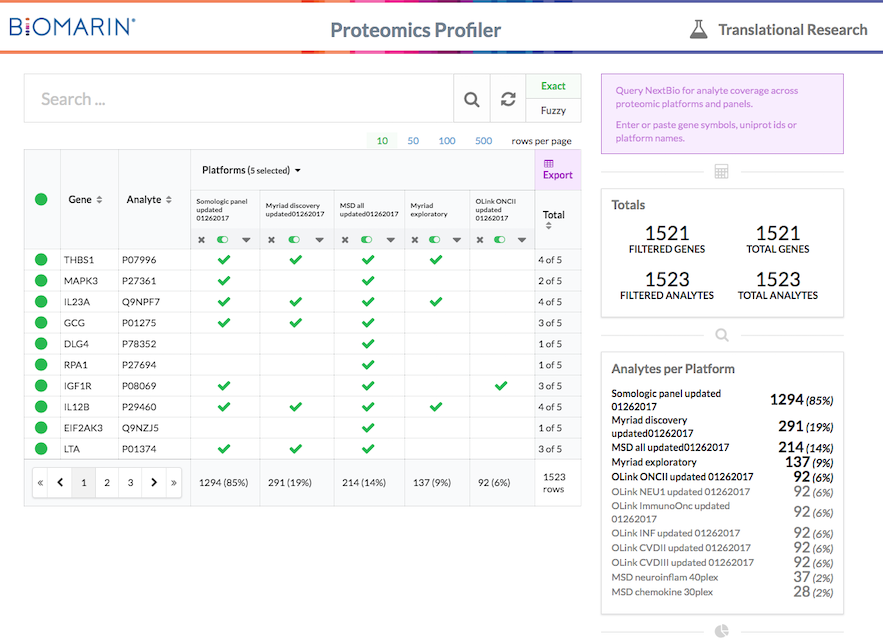 BIOMARIN®
Proteomics Profiler
Translational Research
Search ...
Exact
Fuzzy
10 50 100 500 rows per page
Platforms (5 selected)
Export
Gene
Analyte
Somologic panel
updated
01262017
Myriad discovery
updated01262017
MSD all
updated01262017
Myriad
exploratory
OLink ONCII
updated
01262017
Total
THBS1 P07996 4 of 5
MAPK3 P27361 2 of 5
IL23A Q9NPF7 4 of 5
GCG P01275 3 of 5
DLG4 P78352 1 of 5
RPA1 P27694 1 of 5
IGF1R P08069 3 of 5
IL12B P29460 4 of 5
EIF2AK3 Q9NZJ5 1 of 5
LTA P01374 3 of 5
« 1 2 3 »
1294 (85%) 291 (19%) 214 (14%) 137 (9%) 92 (6%)
1523
rows
Query NextBio for analyte coverage across
proteomic platforms and panels.
Enter or paste gene symbols, uniprot ids or
platform names.
Totals
1521 1521
FILTERED GENES TOTAL GENES
1523 1523
FILTERED ANALYTES TOTAL ANALYTES
Analytes per Platform
Somologic panel updated
01262017 1294 (85%)
Myriad discovery
updated01262017 291 (19%)
MSD all updated01262017 214 (14%)
Myriad exploratory 137 (9%)
OLink ONCII updated 01262017 92 (6%)
OLink NEU1 updated 01262017 92 (6%)
OLink ImmunoOnc updated
01262017 92 (6%)
OLink INF updated 01262017 92 (6%)
OLink CVDII updated 01262017 92 (6%)
OLink CVDIII updated 01262017 92 (6%)
MSD neuroinflam 40plex 37 (2%)
MSD chemokine 30plex 28 (2%)